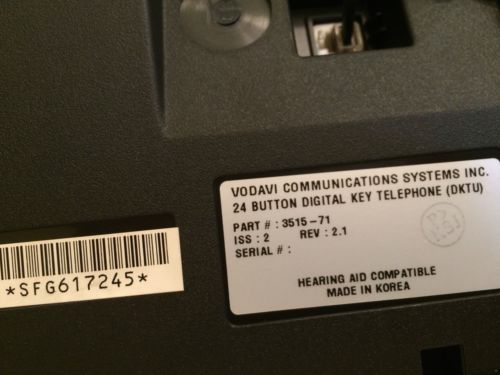 VODAVI COMMUNICATIONS SYSTEMS INC.
24 BUTTON DIGITAL KEY TELEPHONE (DKTU)
PART # : 3515-71
ISS : 2 REV : 2.1
SERIAL # :
HEARING AID COMPATIBLE
MADE IN KOREA
*SFG617245*